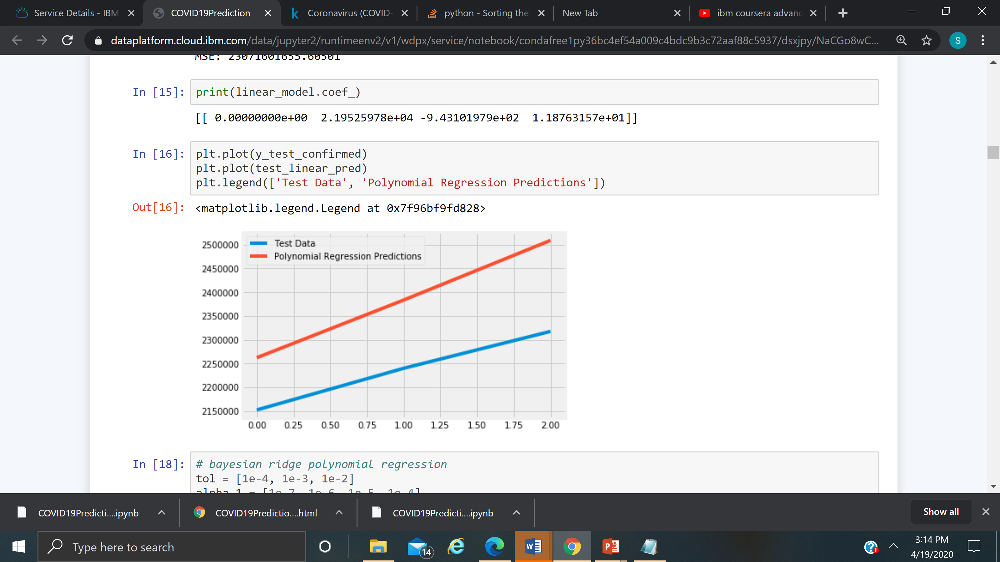 Service Details - IBM
COVID19Prediction
Coronavirus (COVID-
python - Sorting the
New Tab
ibm coursera advanc
dataplatform.cloud.ibm.com/data/jupyter2/runtimeenv2/v1/wdpx/service/notebook/condafree1py36bc4ef54a009c4bdc9b3c72aaf88c5937/dsxjpy/NaCGo8wC...
S
MSE: 23071601655.60501
In [15]: print(linear_model.coef_)
[[ 0.00000000e+00  2.19525978e+04 -9.43101979e+02  1.18763157e+01]]
In [16]: plt.plot(y_test_confirmed)
plt.plot(test_linear_pred)
plt.legend(['Test Data', 'Polynomial Regression Predictions'])
Out[16]: <matplotlib.legend.Legend at 0x7f96bf9fd828>
Test Data
Polynomial Regression Predictions
2500000
2450000
2400000
2350000
2300000
2250000
2200000
2150000
0.00 0.25 0.50 0.75 1.00 1.25 1.50 1.75 2.00
In [18]: # bayesian ridge polynomial regression
tol = [1e-4, 1e-3, 1e-2]
alpha_1 = [1e-7, 1e-6, 1e-5, 1e-4]
COVID19Predicti....ipynb
COVID19Predictio....html
COVID19Predicti....ipynb
Show all
Type here to search
14
3:14 PM
4/19/2020